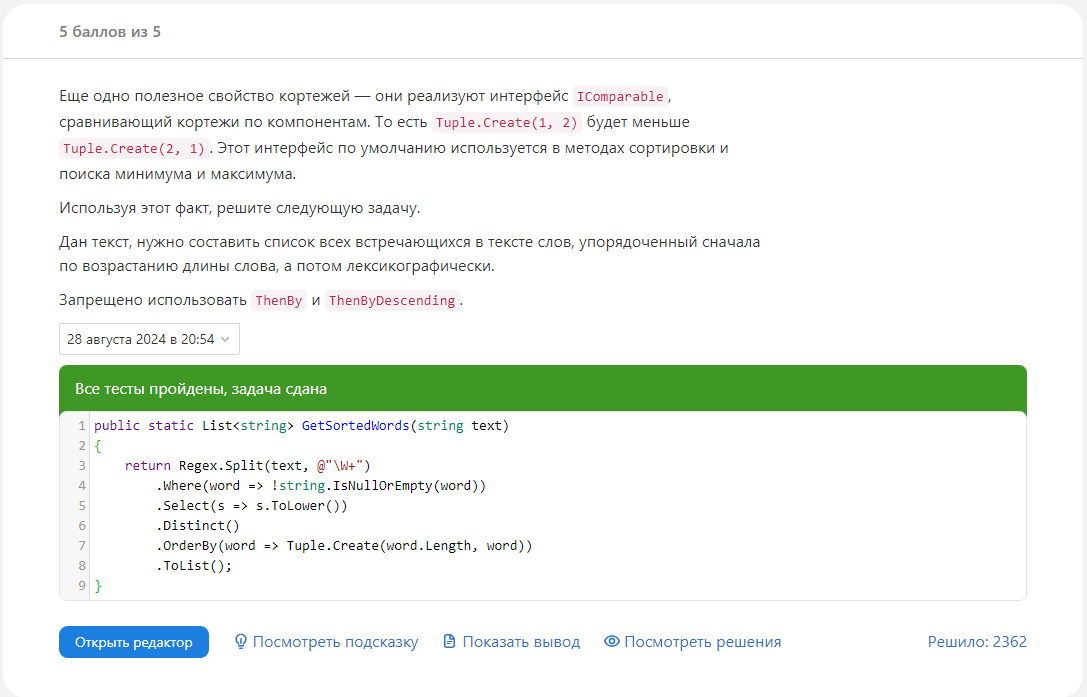 5 баллов из 5
Еще одно полезное свойство кортежей — они реализуют интерфейс IComparable,
сравнивающий кортежи по компонентам. То есть Tuple.Create(1, 2) будет меньше
Tuple.Create(2, 1). Этот интерфейс по умолчанию используется в методах сортировки и
поиска минимума и максимума.
Используя этот факт, решите следующую задачу.
Дан текст, нужно составить список всех встречающихся в тексте слов, упорядоченный сначала
по возрастанию длины слова, а потом лексикографически.
Запрещено использовать ThenBy и ThenByDescending.
28 августа 2024 в 20:54
Все тесты пройдены, задача сдана
1 public static List<string> GetSortedWords(string text)
2 {
3     return Regex.Split(text, @"\W+")
4         .Where(word => !string.IsNullOrEmpty(word))
5         .Select(s => s.ToLower())
6         .Distinct()
7         .OrderBy(word => Tuple.Create(word.Length, word))
8         .ToList();
9 }
Открыть редактор Посмотреть подсказку Показать вывод Посмотреть решения Решило: 2362